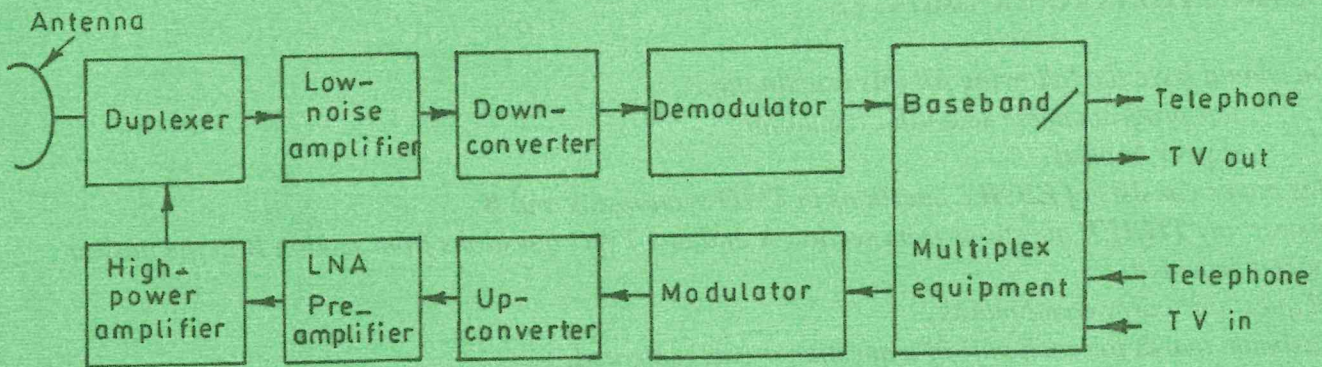 Antenna
Duplexer
Low-
noise
amplifier
Down-
converter
Demodulator
Baseband/
Multiplex
equipment
Telephone
TV out
Telephone
TV in
High-
power
amplifier
LNA
Pre-
amplifier
Up-
converter
Modulator